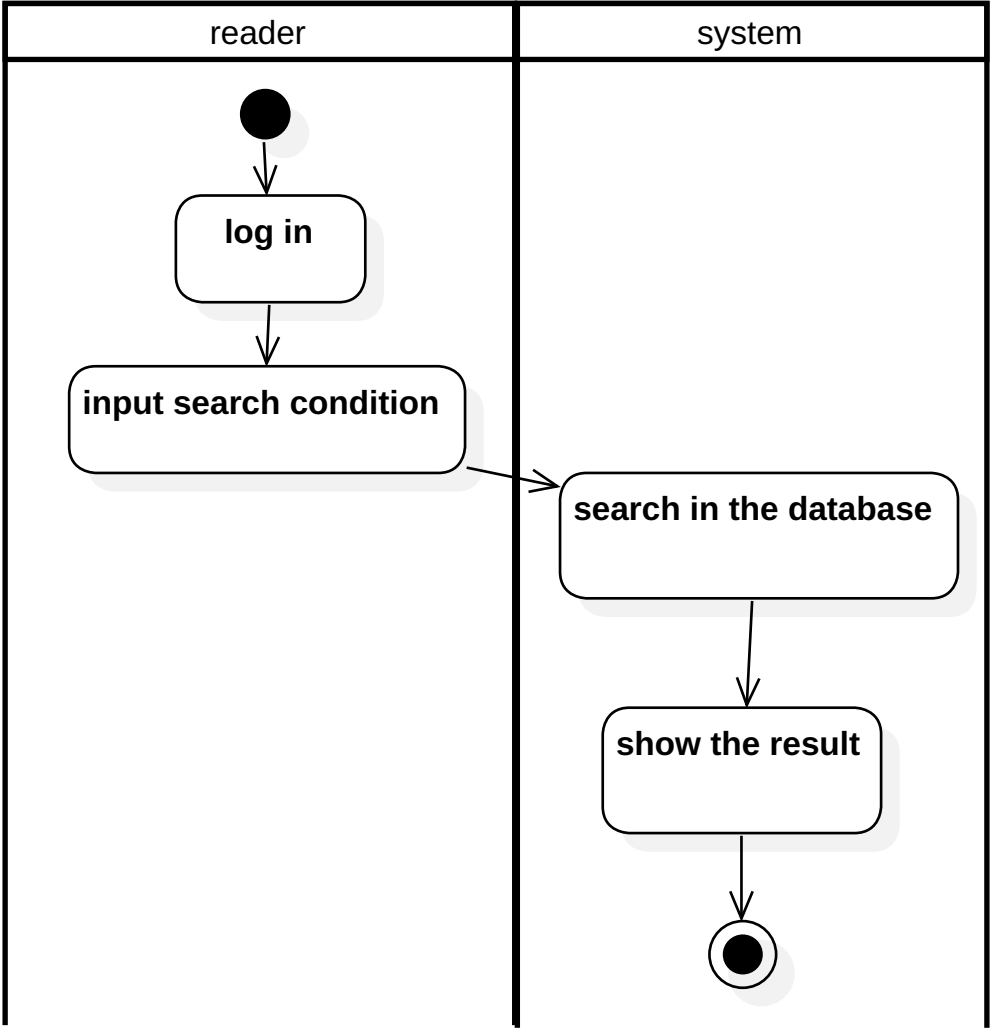 reader
system
log in
input search condition
search in the database
show the result